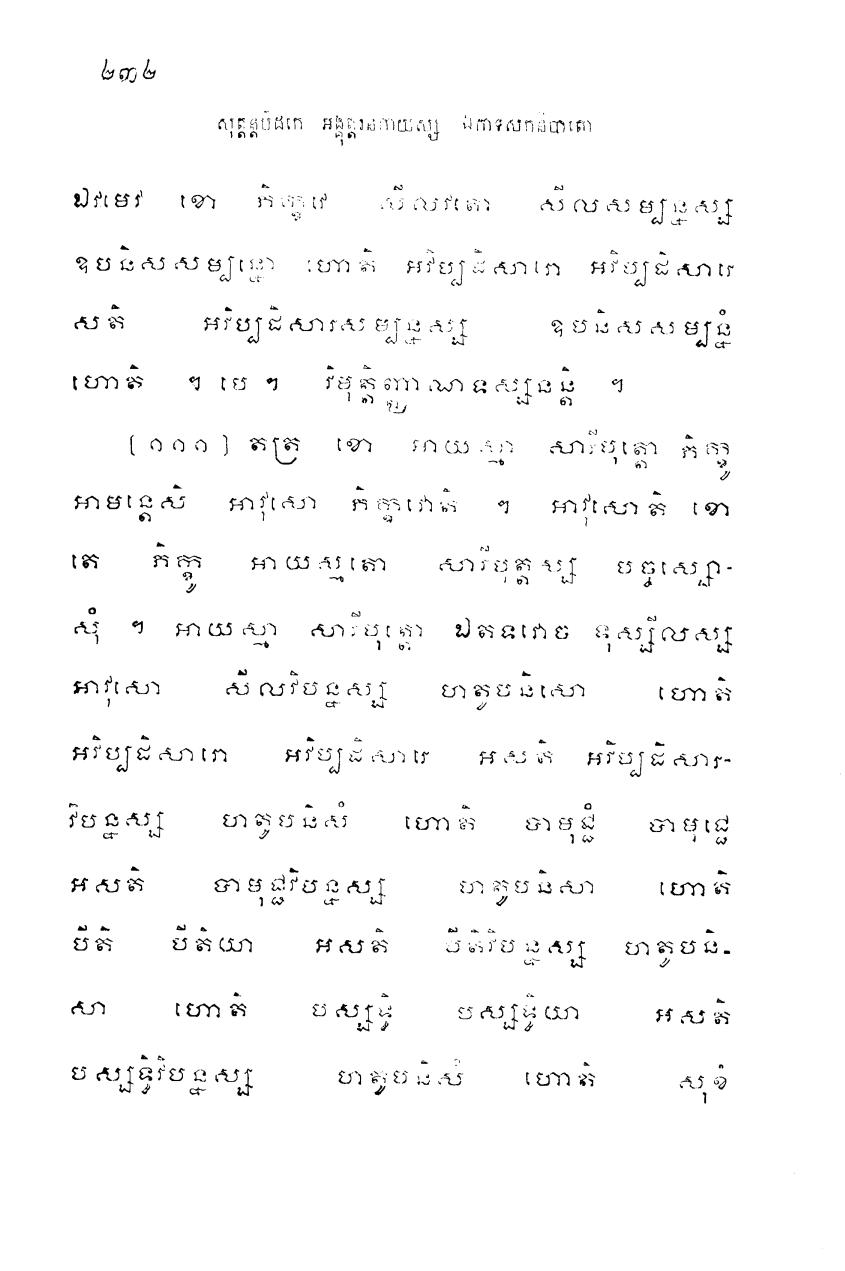 ២៣២
សុត្តន្តបិដកេ អង្គុត្តរនិកាយស្ស ឯកាទសកនិបាតោ
ឯវមេវ ខោ ភិក្ខវេ សីលវតោ សីលសម្បន្នស្ស
ឧបនិសសម្បន្នោ ហោតិ អវិប្បដិសារោ អវិប្បដិសារេ
សតិ អវិប្បដិសារសម្បន្នស្ស ឧបនិសសម្បន្នំ
ហោតិ ។ បេ ។ វិមុត្តិញ្ញាណទស្សនន្តិ ។
(១១១) តត្រ ខោ អាយស្មា សារីបុត្តោ ភិក្ខូ
អាមន្តេសិ អាវុសោ ភិក្ខវោតិ ។ អាវុសោតិ ខោ
តេ ភិក្ខូ អាយស្មតោ សារីបុត្តស្ស បច្ចស្សោ-
សុំ ។ អាយស្មា សារីបុត្តោ ឯតទវោច ទុស្សីលស្ស
អាវុសោ សីលវិបន្នស្ស ហតូបនិសោ ហោតិ
អវិប្បដិសារោ អវិប្បដិសារេ អសតិ អវិប្បដិសារ-
វិបន្នស្ស ហតូបនិសំ ហោតិ បាមុជ្ជំ បាមុជ្ជេ
អសតិ បាមុជ្ជវិបន្នស្ស ហតូបនិសា ហោតិ
បីតិ បីតិយា អសតិ បីតិវិបន្នស្ស ហតូបនិ-
សា ហោតិ បស្សទ្ធិ បស្សទ្ធិយា អសតិ
បស្សទ្ធិវិបន្នស្ស ហតូបនិសំ ហោតិ សុខំ